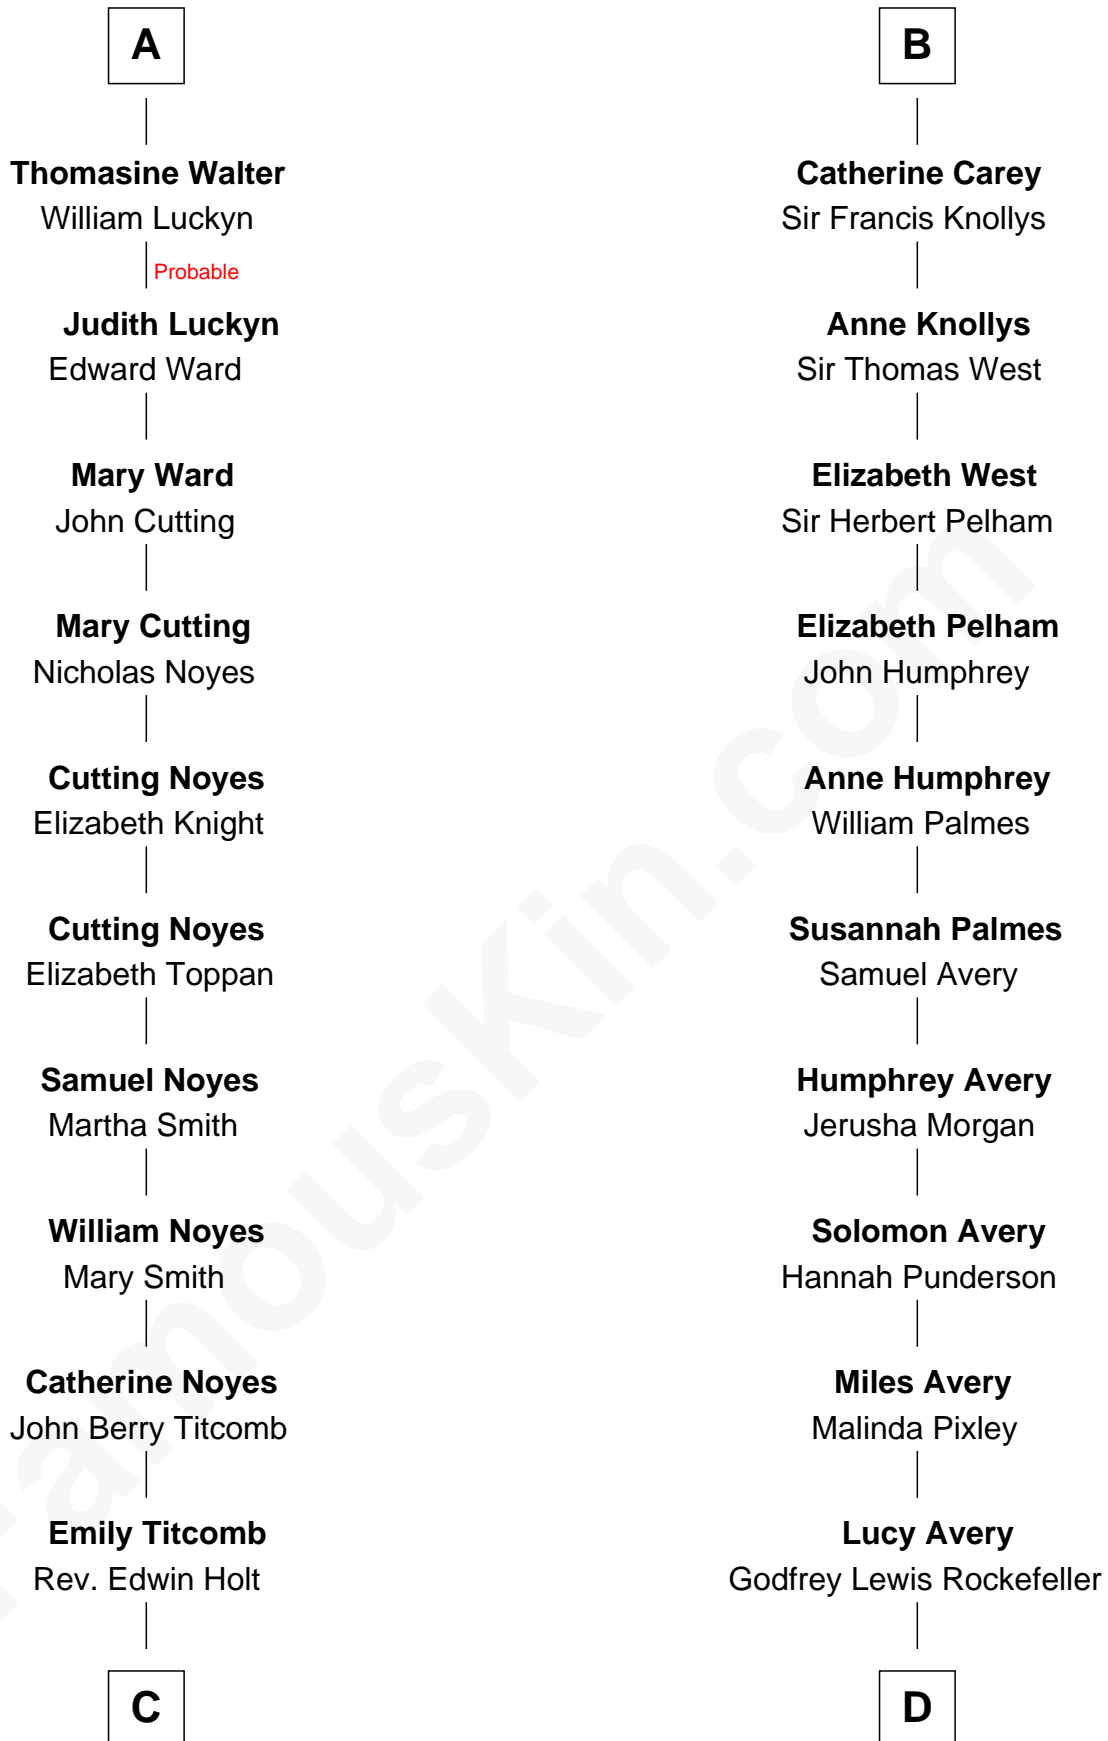 A
Thomasine Walter
William Luckyn
Probable
Judith Luckyn
Edward Ward
Mary Ward
John Cutting
Mary Cutting
Nicholas Noyes
Cutting Noyes
Elizabeth Knight
Cutting Noyes
Elizabeth Toppan
Samuel Noyes
Martha Smith
William Noyes
Mary Smith
Catherine Noyes
John Berry Titcomb
Emily Titcomb
Rev. Edwin Holt
C
B
Catherine Carey
Sir Francis Knollys
Anne Knollys
Sir Thomas West
Elizabeth West
Sir Herbert Pelham
Elizabeth Pelham
John Humphrey
Anne Humphrey
William Palmes
Susannah Palmes
Samuel Avery
Humphrey Avery
Jerusha Morgan
Solomon Avery
Hannah Punderson
Miles Avery
Malinda Pixley
Lucy Avery
Godfrey Lewis Rockefeller
D
FamousKin.com